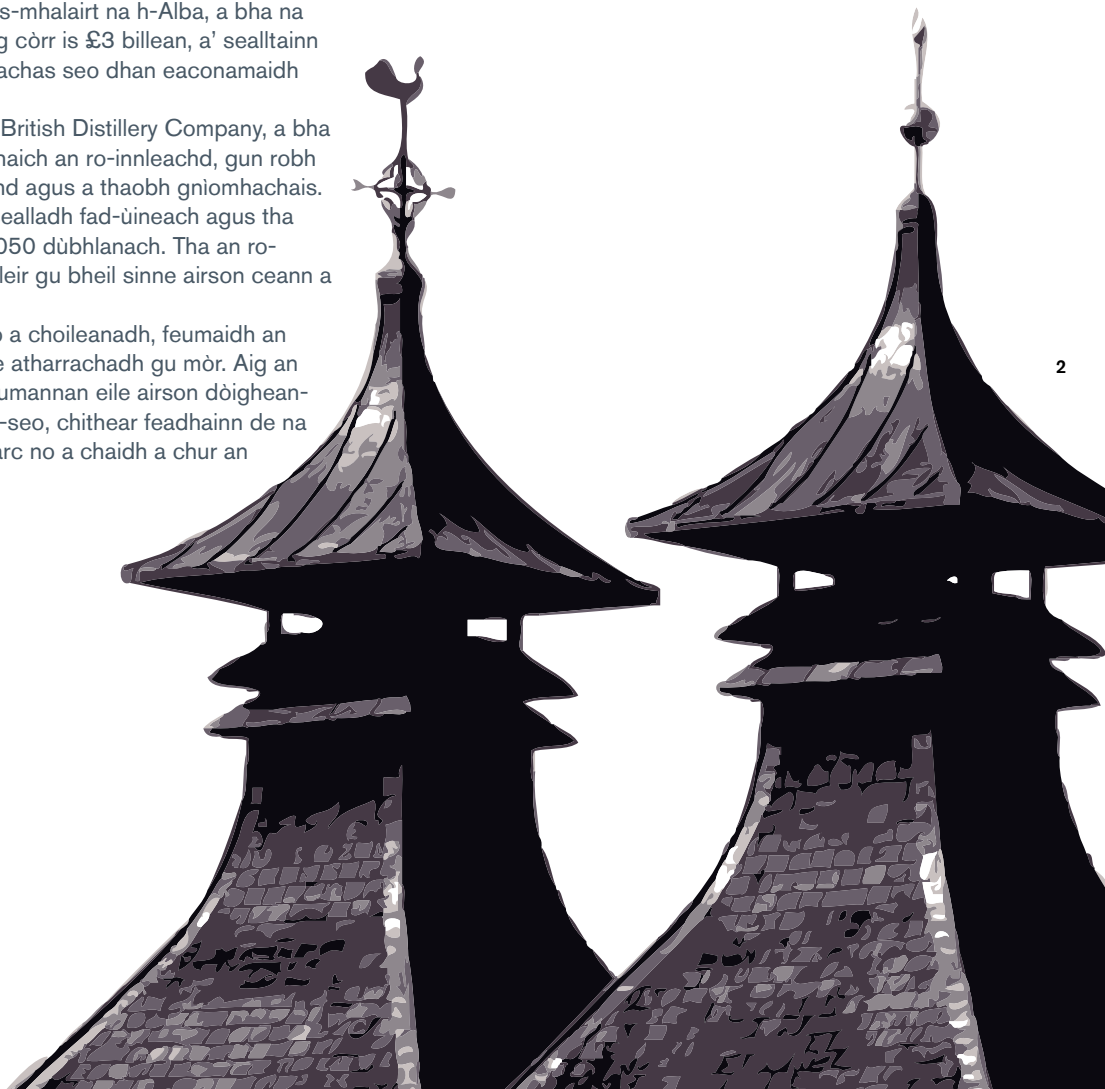 s-mhalairt na h-Alba, a bha na
g còrr is £3 billean, a’ sealltainn
achas seo dhan eaconamaidh
British Distillery Company, a bha
naich an ro-innleachd, gun robh
nd agus a thaobh gnìomhachais.
ealladh fad-ùineach agus tha
050 dùbhlanach. Tha an ro-
leir gu bheil sinne airson ceann a
o a choileanadh, feumaidh an
e atharrachadh gu mòr. Aig an
umannan eile airson dòighean-
-seo, chithear feadhainn de na
arc no a chaidh a chur an
2